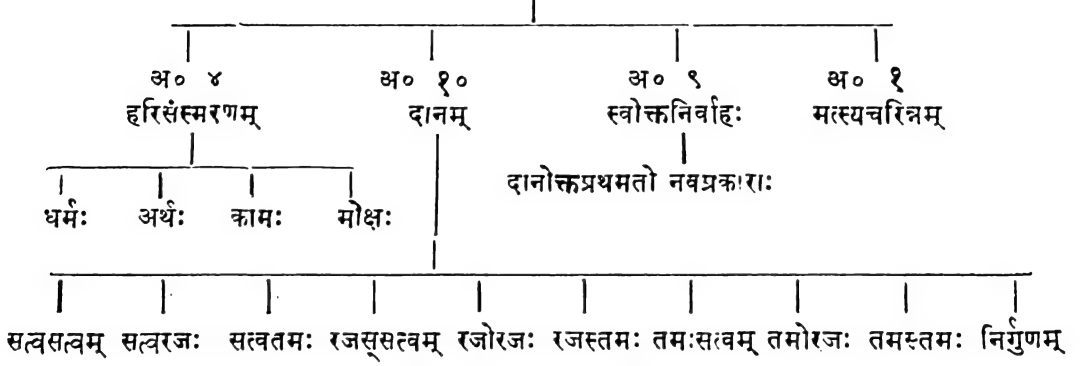 अ० ४ अ० १० अ० ९ अ० १
हरिसंस्मरणम् दानम् स्वोक्तनिर्वाहः मत्स्यचरित्रम्
दानोक्तप्रथमतो नवप्रकाराः
धर्मः अर्थः कामः मोक्षः
सत्वसत्वम् सत्वरजः सत्वतमः रजस्सत्वम् रजोरजः रजस्तमः तमःसत्वम् तमोरजः तमस्तमः निर्गुणम्